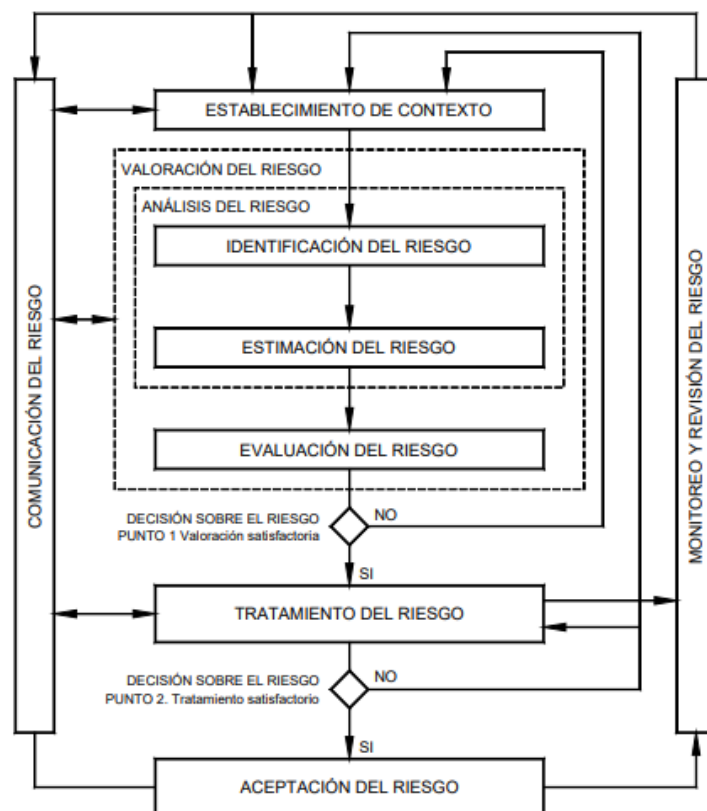 ESTABLECIMIENTO DE CONTEXTO
VALORACIÓN DEL RIESGO
ANÁLISIS DEL RIESGO
IDENTIFICACIÓN DEL RIESGO
ESTIMACIÓN DEL RIESGO
EVALUACIÓN DEL RIESGO
DECISIÓN SOBRE EL RIESGO
PUNTO 1 Valoración satisfactoria
NO
SI
TRATAMIENTO DEL RIESGO
DECISIÓN SOBRE EL RIESGO
PUNTO 2. Tratamiento satisfactorio
NO
SI
ACEPTACIÓN DEL RIESGO
COMUNICACIÓN DEL RIESGO
MONITOREO Y REVISIÓN DEL RIESGO